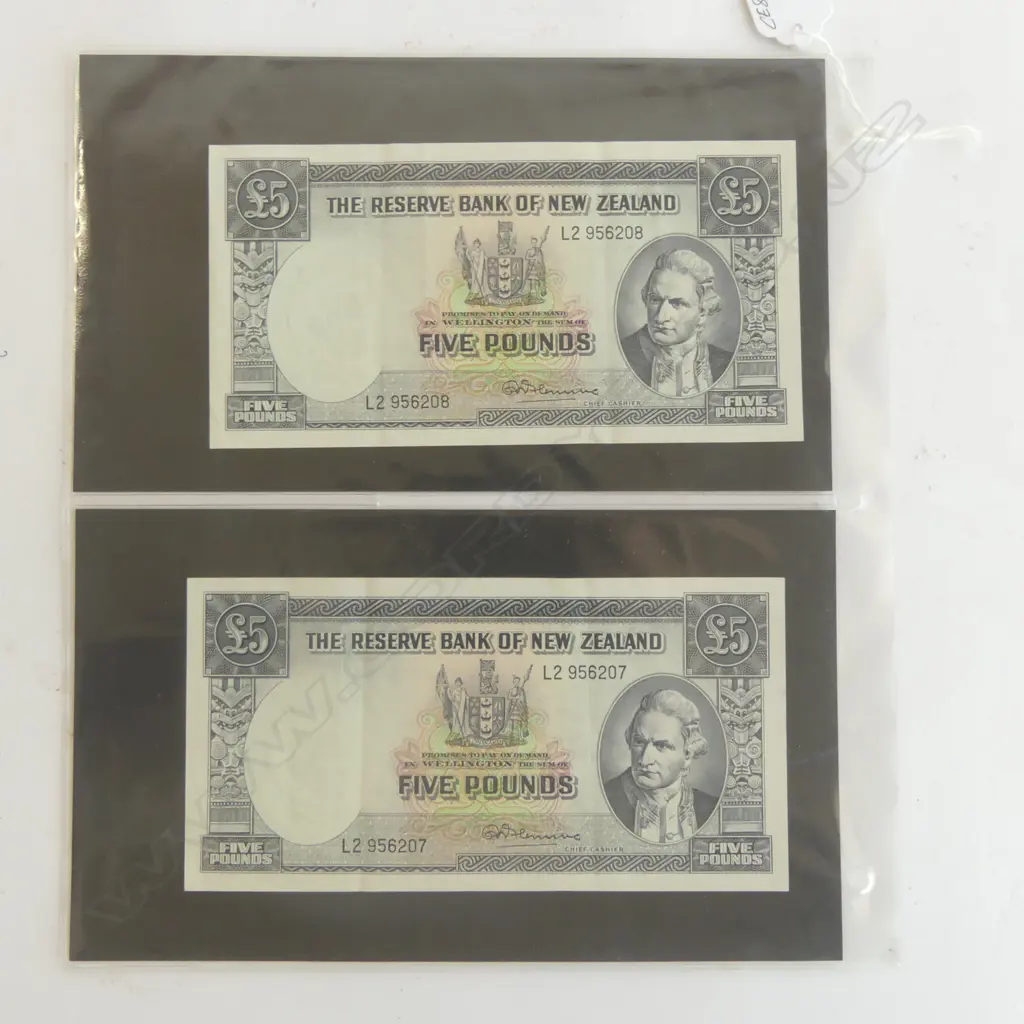 £5 £5
THE RESERVE BANK OF NEW ZEALAND
L2 956208
PROMISES TO PAY ON DEMAND
IN WELLINGTON THE SUM OF
FIVE POUNDS
L2 956208
CHIEF CASHIER
FIVE POUNDS
FIVE POUNDS
£5 £5
THE RESERVE BANK OF NEW ZEALAND
L2 956207
PROMISES TO PAY ON DEMAND
IN WELLINGTON THE SUM OF
FIVE POUNDS
L2 956207
CHIEF CASHIER
FIVE POUNDS
FIVE POUNDS